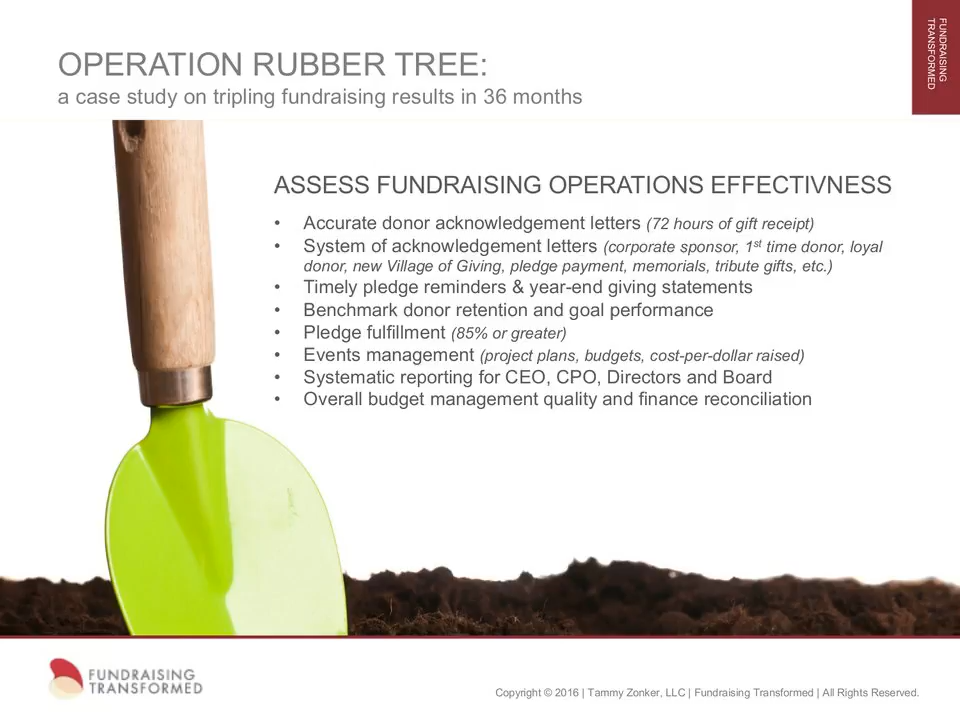 FUNDRAISING
TRANSFORMED
OPERATION RUBBER TREE:
a case study on tripling fundraising results in 36 months
ASSESS FUNDRAISING OPERATIONS EFFECTIVNESS
• Accurate donor acknowledgement letters (72 hours of gift receipt)
• System of acknowledgement letters (corporate sponsor, 1st time donor, loyal
donor, new Village of Giving, pledge payment, memorials, tribute gifts, etc.)
• Timely pledge reminders & year-end giving statements
• Benchmark donor retention and goal performance
• Pledge fulfillment (85% or greater)
• Events management (project plans, budgets, cost-per-dollar raised)
• Systematic reporting for CEO, CPO, Directors and Board
• Overall budget management quality and finance reconciliation
FUNDRAISING
TRANSFORMED
Copyright © 2016 | Tammy Zonker, LLC | Fundraising Transformed | All Rights Reserved.